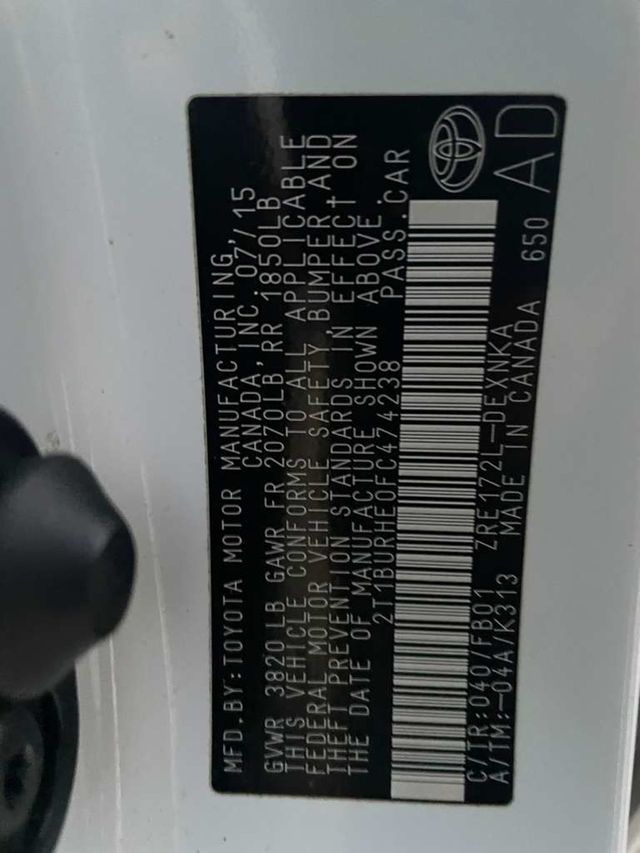 MFD.BY:TOYOTA MOTOR MANUFACTURING,
CANADA, INC. 07/15
GVWR 3820LB GAWR FR 2070LB RR 1850LB
THIS VEHICLE CONFORMS TO ALL APPLICABLE
FEDERAL MOTOR VEHICLE SAFETY, BUMPER, AND
THEFT PREVENTION STANDARDS IN EFFECT ON
THE DATE OF MANUFACTURE SHOWN ABOVE.
2T1BURHE0FC474238 PASS.CAR
C/TR:040/FB01 ZRE172L-DEXNKA 650
A/TM:-04A/K313 MADE IN CANADA AD